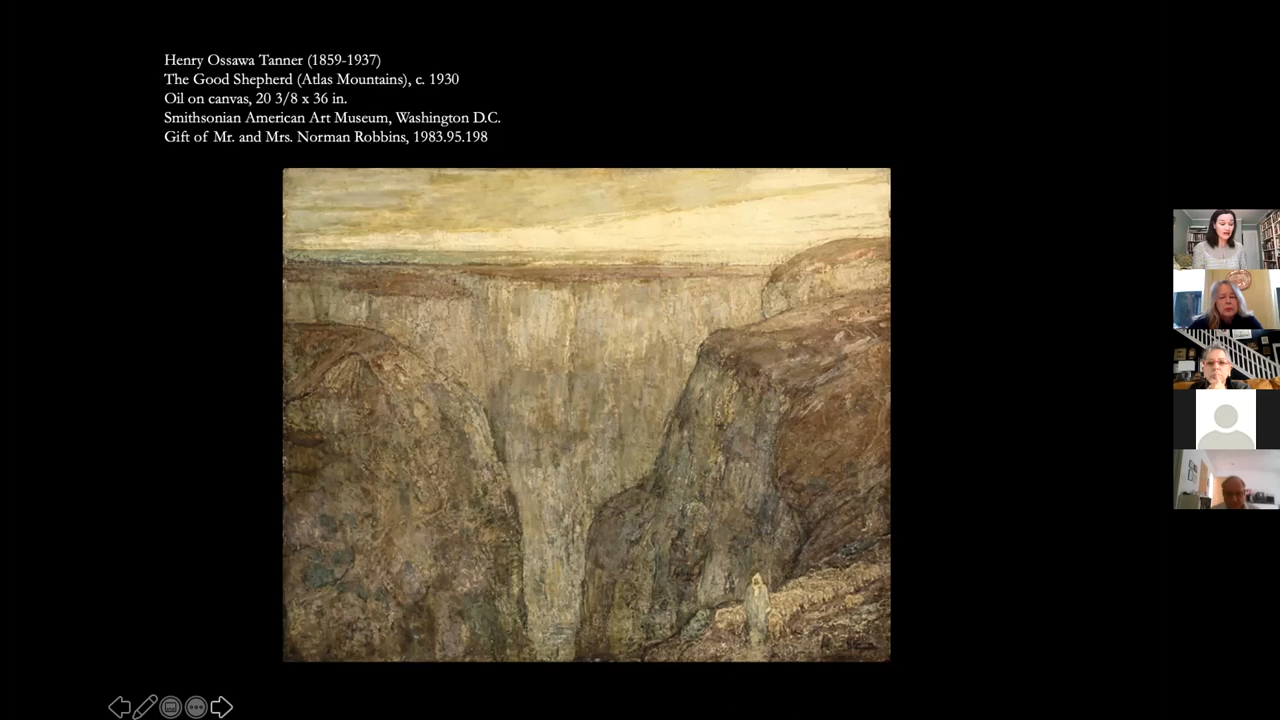 Henry Ossawa Tanner (1859-1937)
The Good Shepherd (Atlas Mountains), c. 1930
Oil on canvas, 20 3/8 x 36 in.
Smithsonian American Art Museum, Washington D.C.
Gift of Mr. and Mrs. Norman Robbins, 1983.95.198